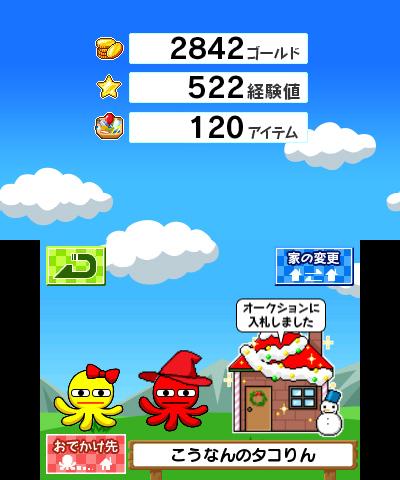 2842ゴールド
522経験値
120アイテム
家の変更
オークションに
入札しました
おでかけ先
こうなんのタコりん